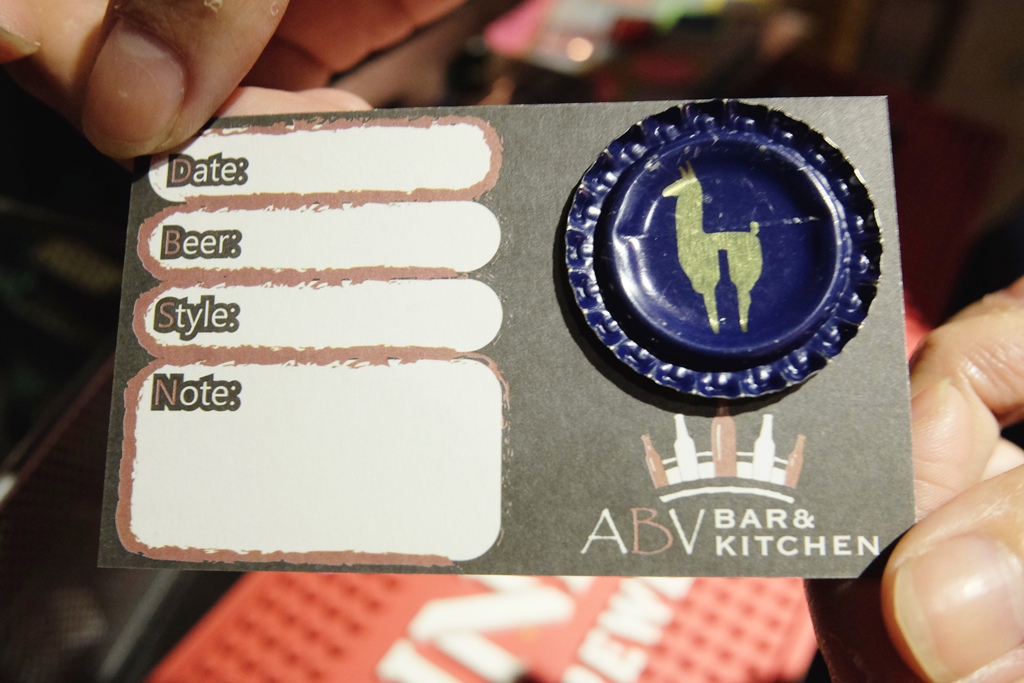 Date:
Beer:
Style:
Note:
ABV BAR &
KITCHEN